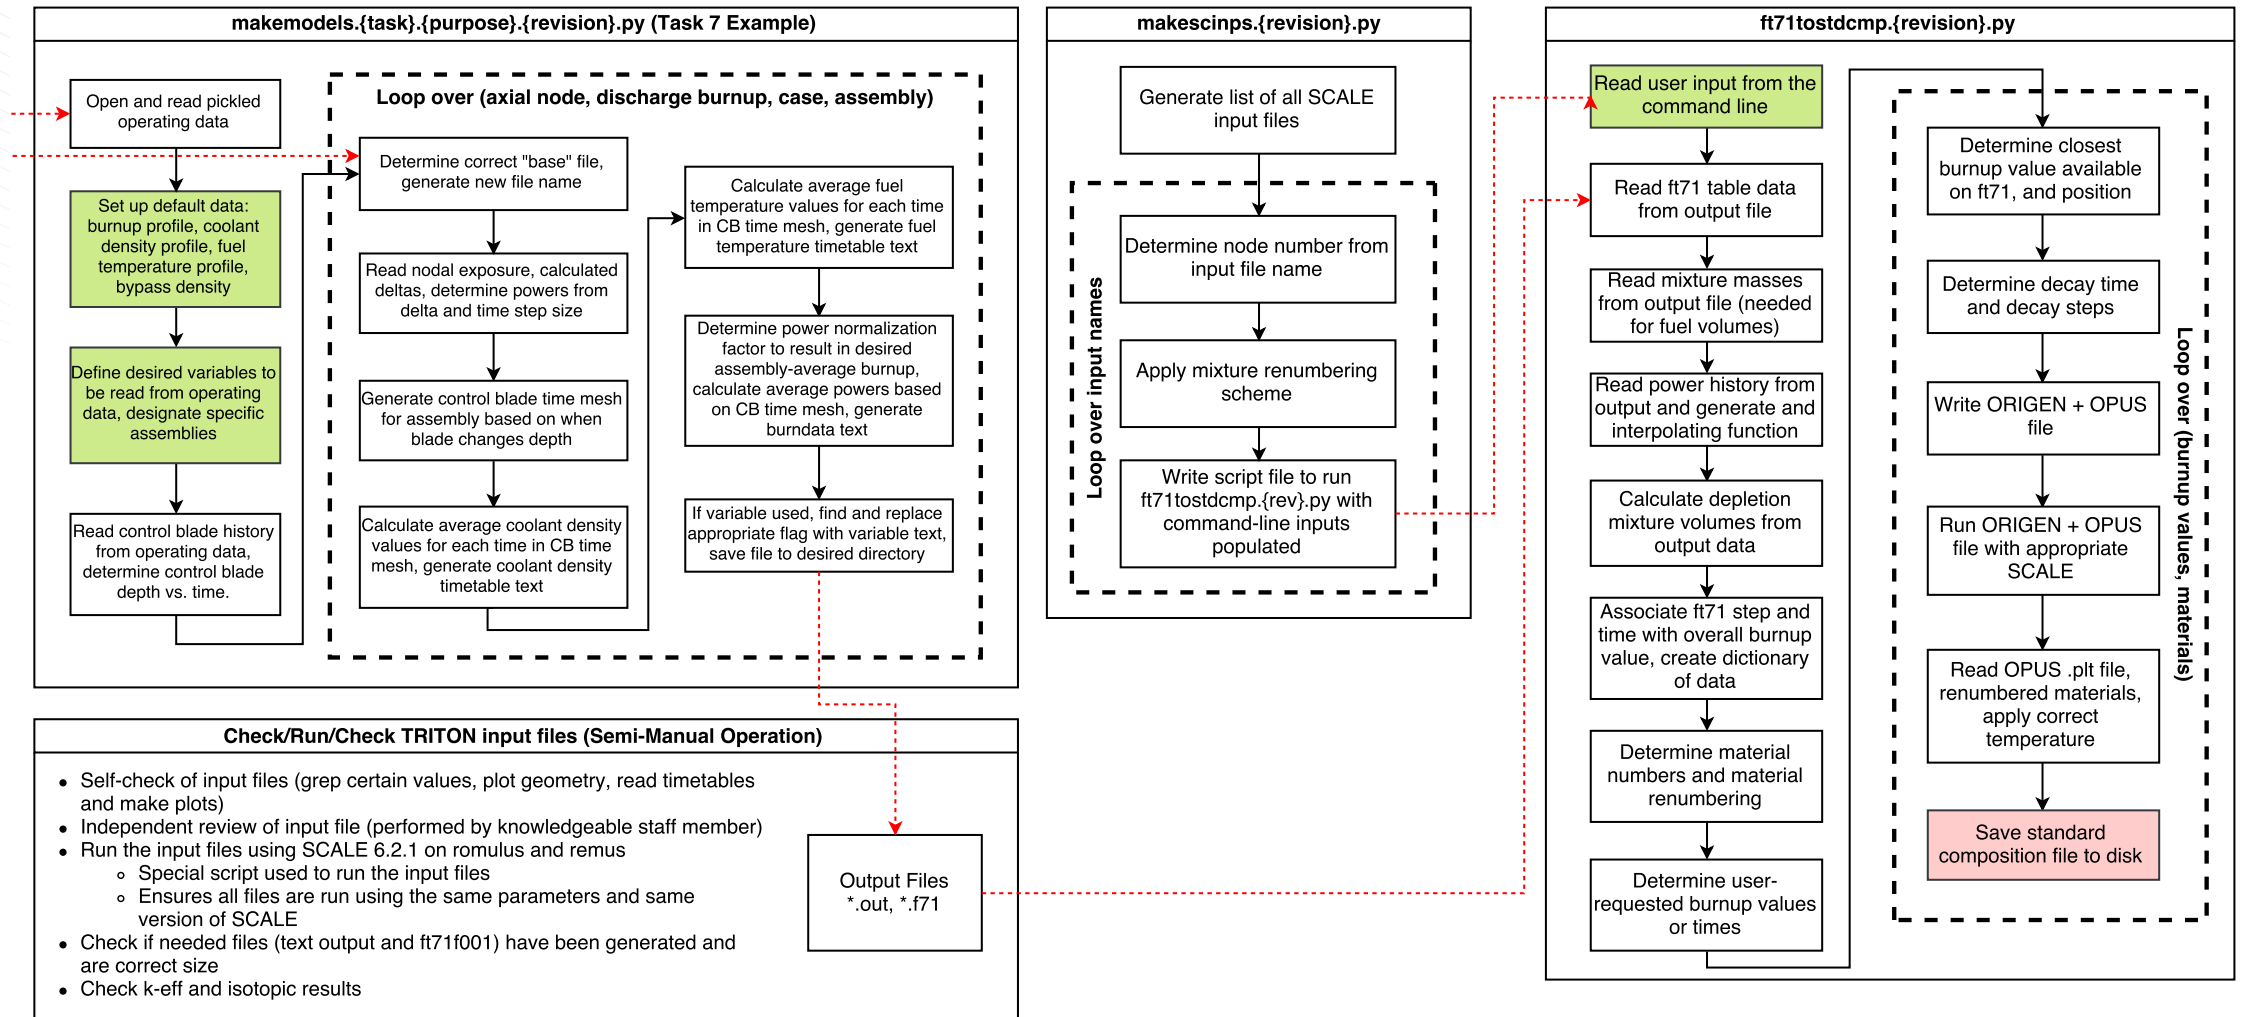 makemodels.{task}.{purpose}.{revision}.py (Task 7 Example)
Open and read pickled
operating data
Set up default data:
burnup profile, coolant
density profile, fuel
temperature profile,
bypass density
Define desired variables to
be read from operating
data, designate specific
assemblies
Read control blade history
from operating data,
determine control blade
depth vs. time.
Loop over (axial node, discharge burnup, case, assembly)
Determine correct "base" file,
generate new file name
Read nodal exposure, calculated
deltas, determine powers from
delta and time step size
Generate control blade time mesh
for assembly based on when
blade changes depth
Calculate average coolant density
values for each time in CB time
mesh, generate coolant density
timetable text
Calculate average fuel
temperature values for each time
in CB time mesh, generate fuel
temperature timetable text
Determine power normalization
factor to result in desired
assembly-average burnup,
calculate average powers based
on CB time mesh, generate
burndata text
If variable used, find and replace
appropriate flag with variable text,
save file to desired directory
Check/Run/Check TRITON input files (Semi-Manual Operation)
• Self-check of input files (grep certain values, plot geometry, read timetables
and make plots)
• Independent review of input file (performed by knowledgeable staff member)
• Run the input files using SCALE 6.2.1 on romulus and remus
◦ Special script used to run the input files
◦ Ensures all files are run using the same parameters and same
version of SCALE
• Check if needed files (text output and ft71f001) have been generated and
are correct size
• Check k-eff and isotopic results
Output Files
*.out, *.f71
makescinps.{revision}.py
Generate list of all SCALE
input files
Loop over input names
Determine node number from
input file name
Apply mixture renumbering
scheme
Write script file to run
ft71tostdcmp.{rev}.py with
command-line inputs
populated
ft71tostdcmp.{revision}.py
Read user input from the
command line
Read ft71 table data
from output file
Read mixture masses
from output file (needed
for fuel volumes)
Read power history from
output and generate and
interpolating function
Calculate depletion
mixture volumes from
output data
Associate ft71 step and
time with overall burnup
value, create dictionary
of data
Determine material
numbers and material
renumbering
Determine user-
requested burnup values
or times
Loop over (burnup values, materials)
Determine closest
burnup value available
on ft71, and position
Determine decay time
and decay steps
Write ORIGEN + OPUS
file
Run ORIGEN + OPUS
file with appropriate
SCALE
Read OPUS .plt file,
renumbered materials,
apply correct
temperature
Save standard
composition file to disk